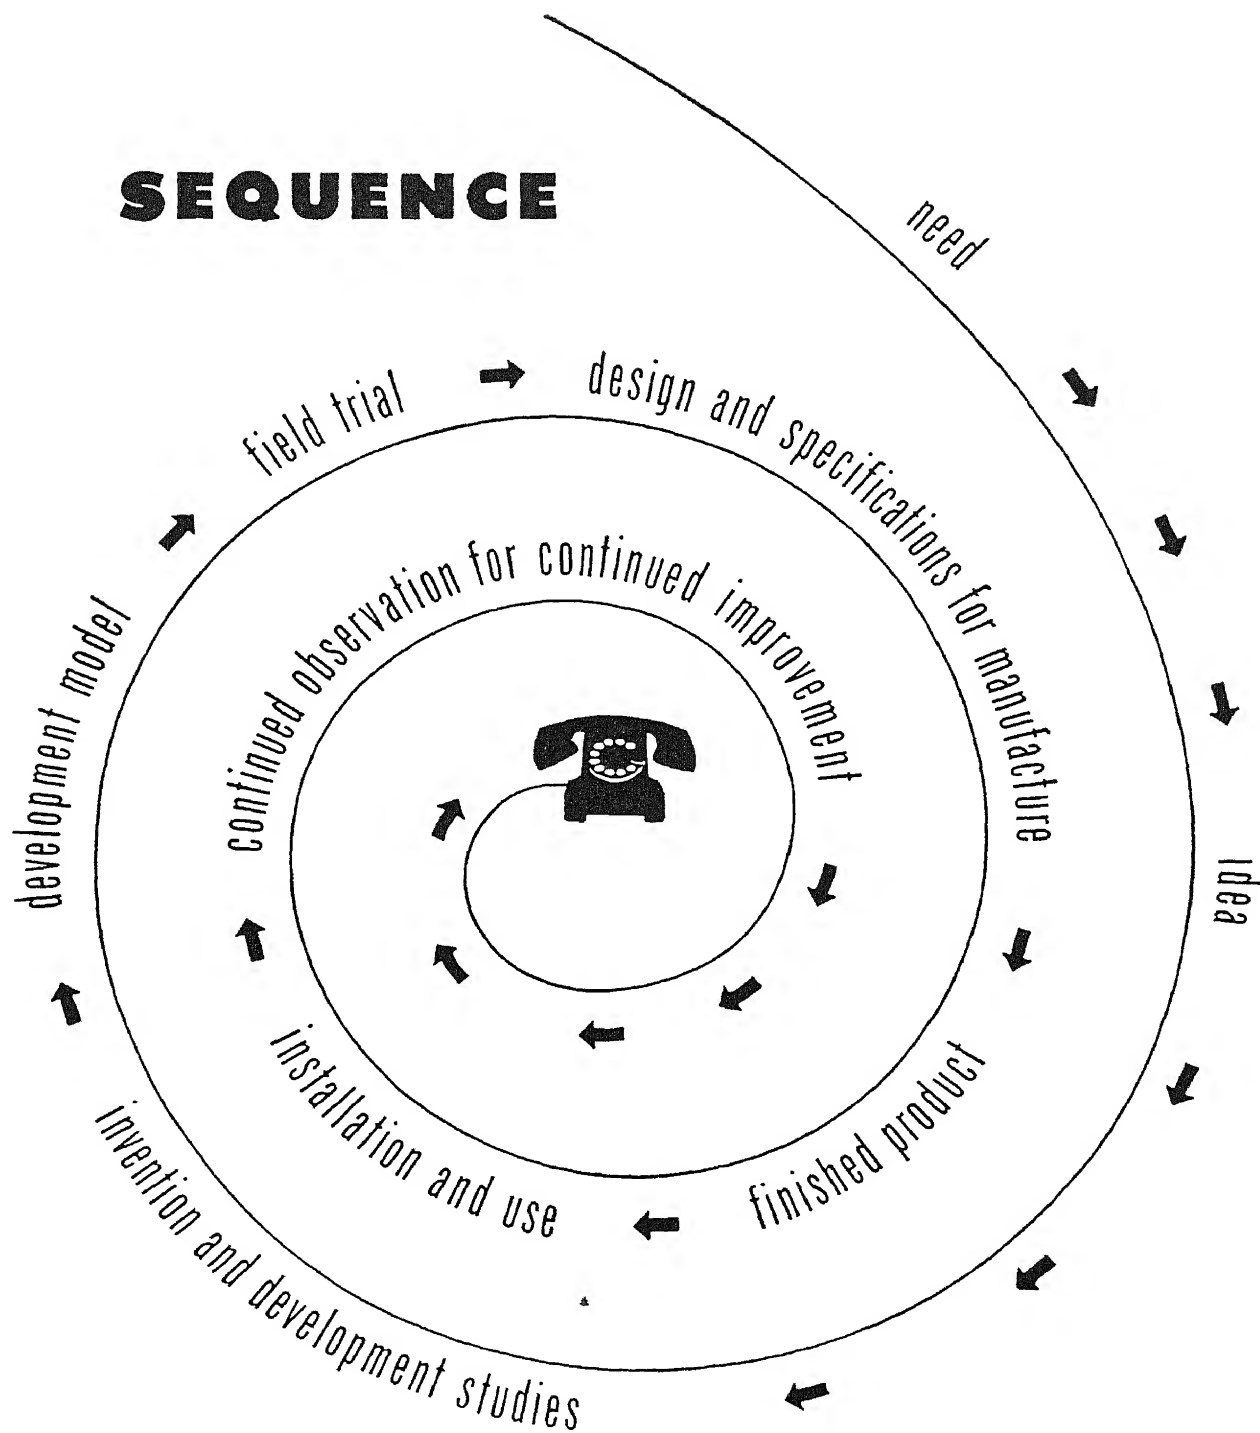 SEQUENCE
need
Idea
invention and development studies
development model
field trial
design and specifications for manufacture
finished product
installation and use
continued observation for continued improvement